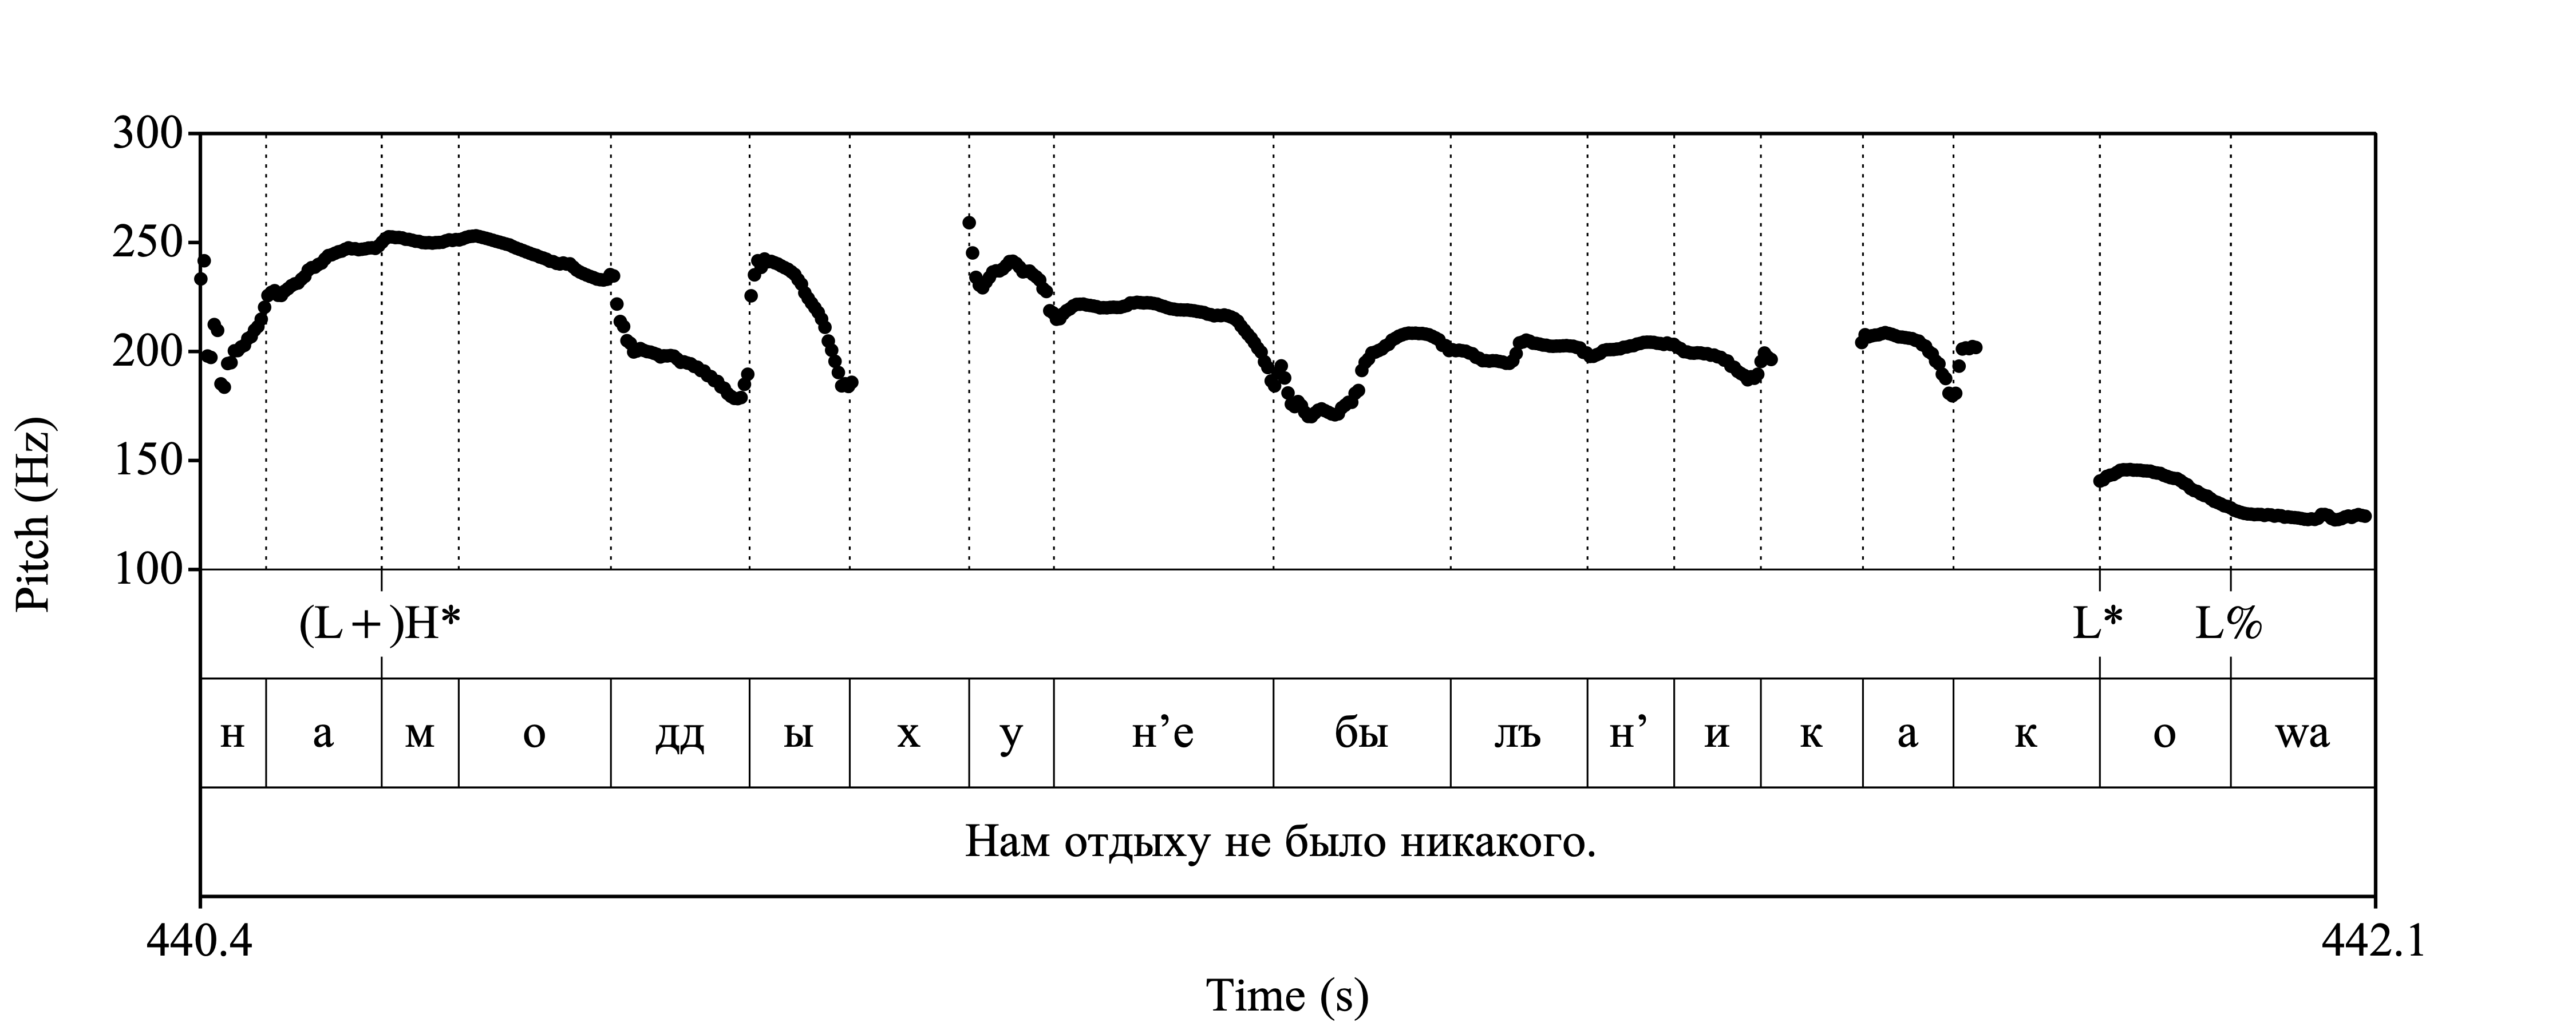 300
250
200
150
100
Pitch (Hz)
(L+)H* L* L%
н а м о дд ы х у н’е бы лъ н’ и к а к о wa
Нам отдыху не было никакого.
440.4 442.1
Time (s)